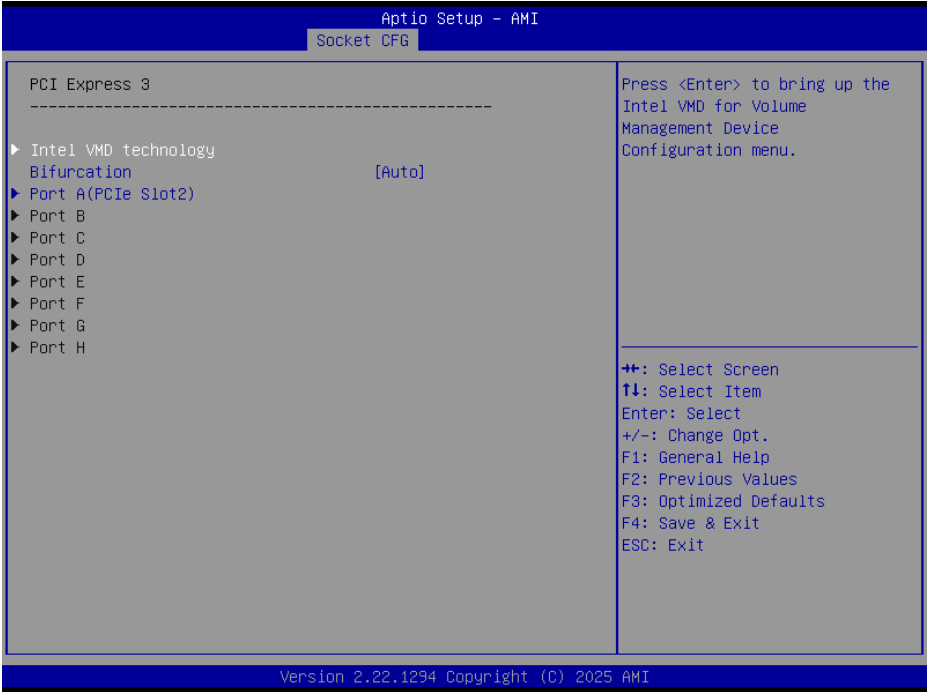 Aptio Setup – AMI
Socket CFG
PCI Express 3
--------------------------------------------------
Intel VMD technology
Bifurcation [Auto]
Port A(PCIe Slot2)
Port B
Port C
Port D
Port E
Port F
Port G
Port H
Press <Enter> to bring up the
Intel VMD for Volume
Management Device
Configuration menu.
→←: Select Screen
↑↓: Select Item
Enter: Select
+/-: Change Opt.
F1: General Help
F2: Previous Values
F3: Optimized Defaults
F4: Save & Exit
ESC: Exit
Version 2.22.1294 Copyright (C) 2025 AMI